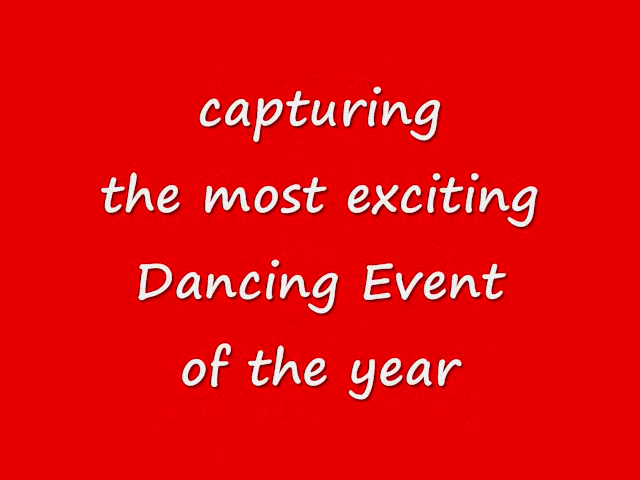 capturing
the most exciting
Dancing Event
of the year